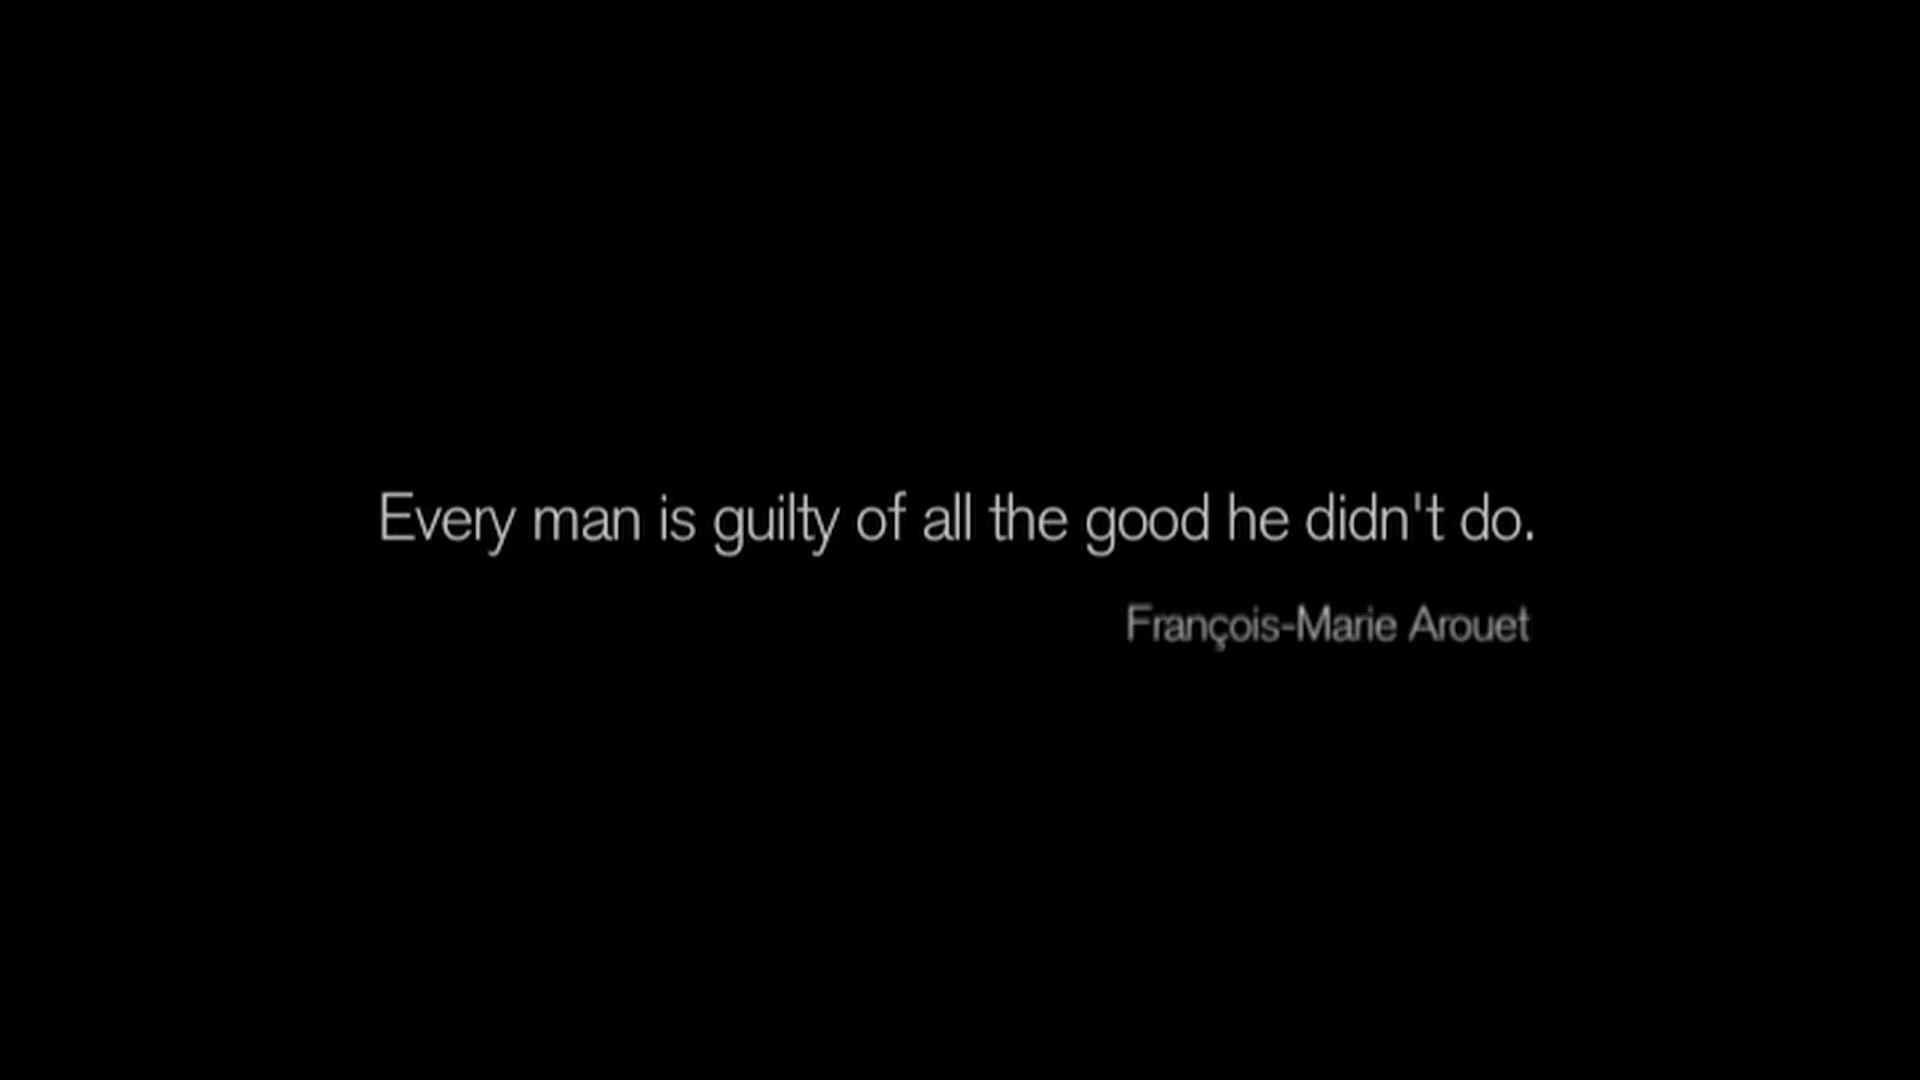 Every man is guilty of all the good he didn't do.
François-Marie Arouet